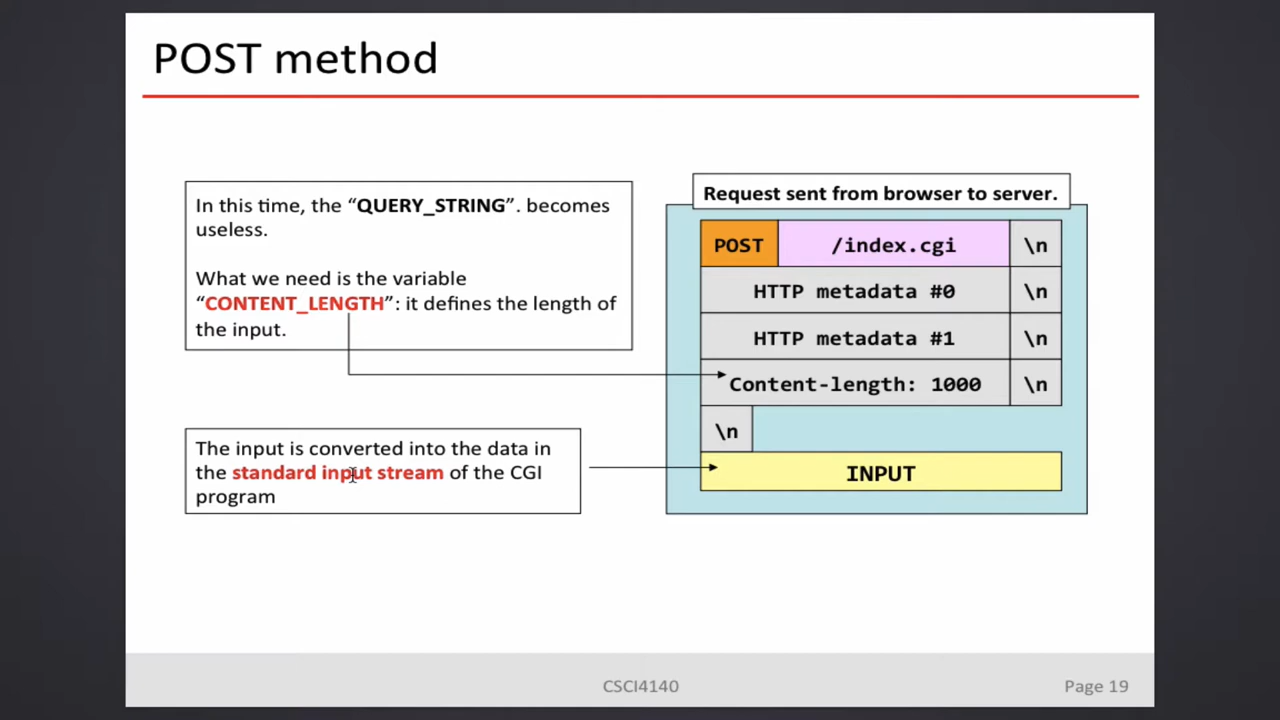 POST method
In this time, the “QUERY_STRING”. becomes
useless.
What we need is the variable
“CONTENT_LENGTH”: it defines the length of
the input.
The input is converted into the data in
the standard input stream of the CGI
program
Request sent from browser to server.
POST /index.cgi \n
HTTP metadata #0 \n
HTTP metadata #1 \n
Content-length: 1000 \n
\n
INPUT
CSCI4140
Page 19